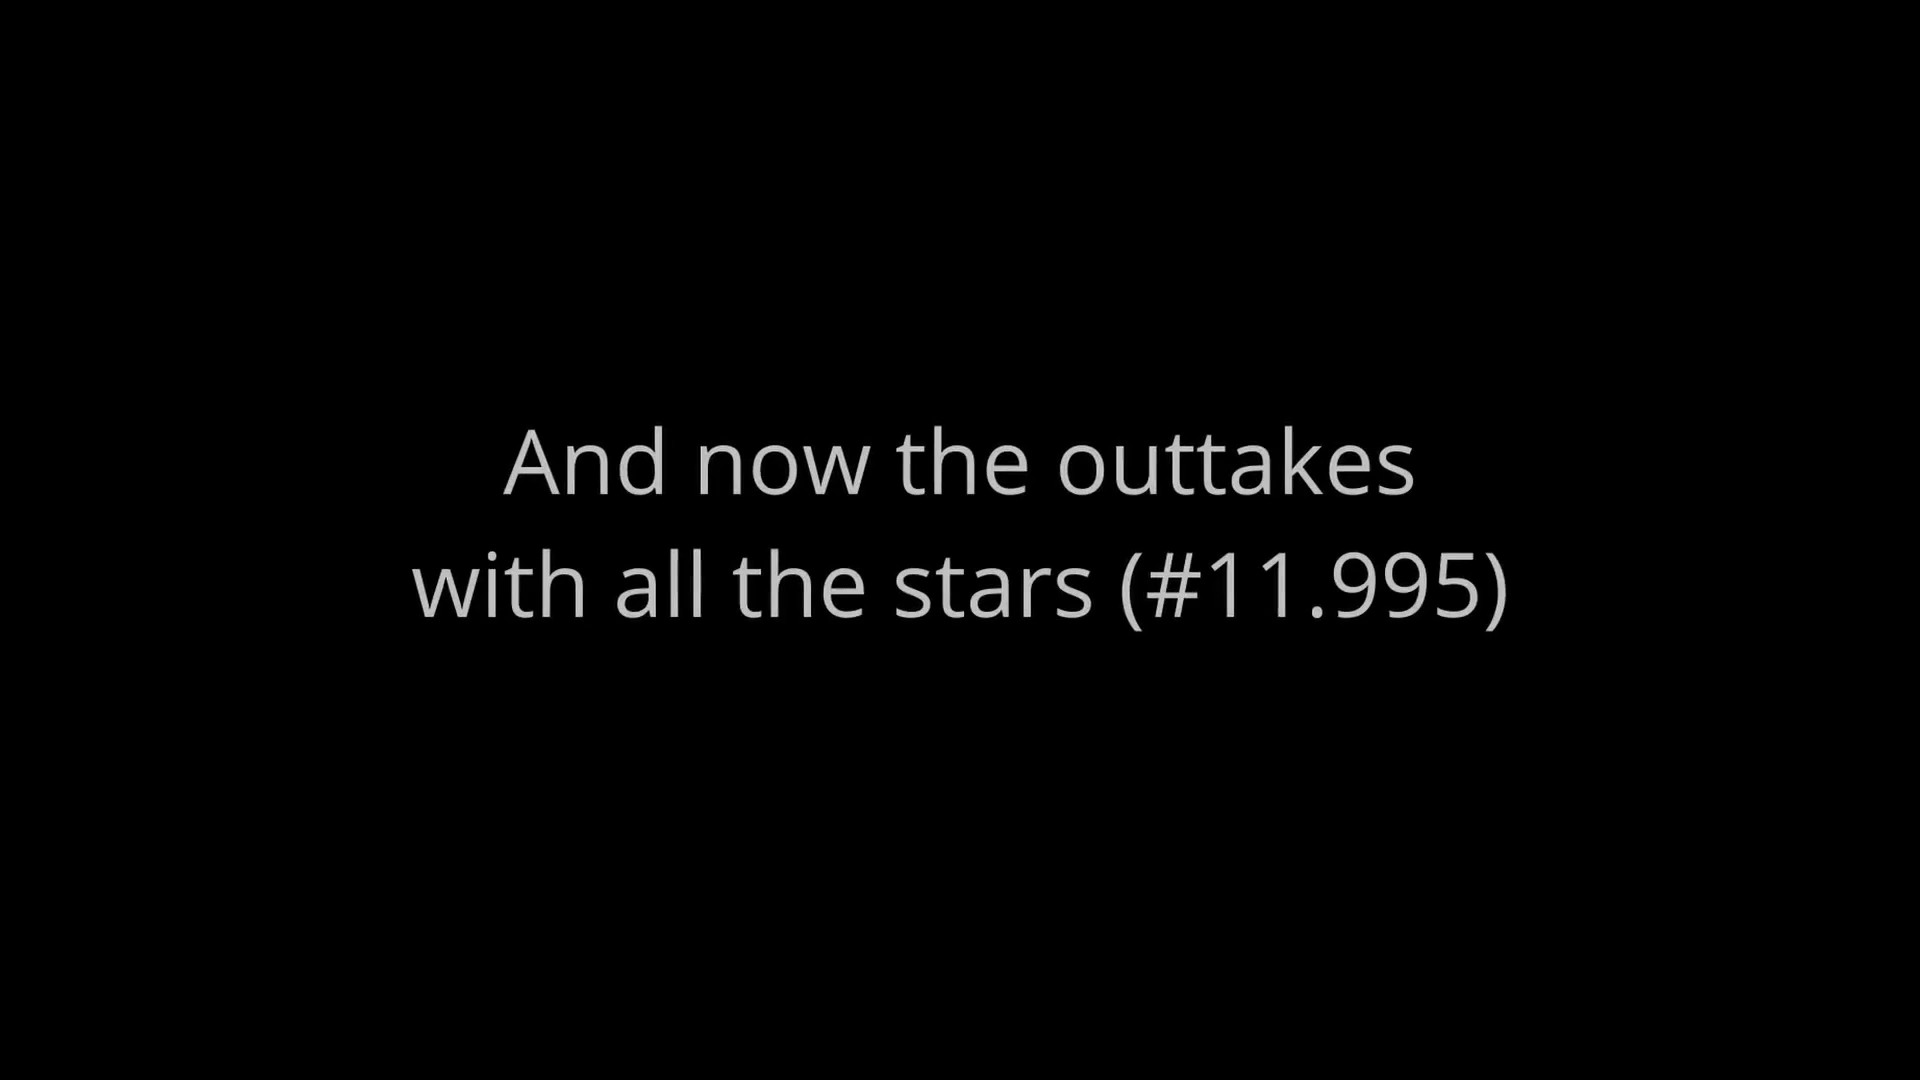 And now the outtakes
with all the stars (#11.995)